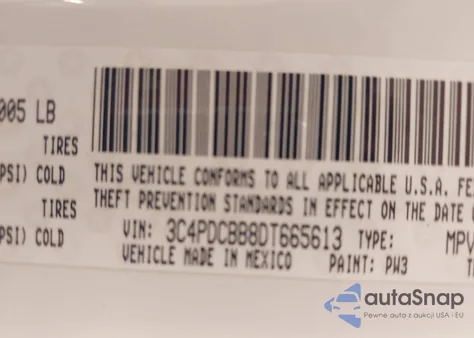 005 LB
TIRES
PSI) COLD
TIRES
PSI) COLD
THIS VEHICLE CONFORMS TO ALL APPLICABLE U.S.A. FE
THEFT PREVENTION STANDARDS IN EFFECT ON THE DATE
VIN: 3C4PDCBB8DT665613 TYPE: MPV
VEHICLE MADE IN MEXICO PAINT: PW3
autaSnap
Pewne auta z aukcji USA i EU